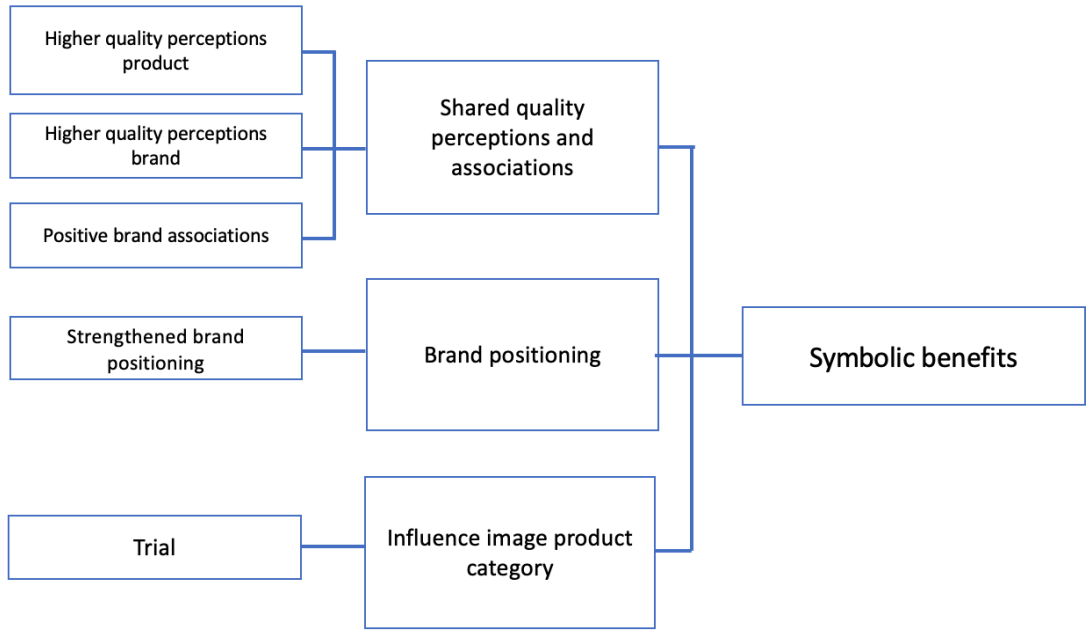 Higher quality perceptions
product
Higher quality perceptions
brand
Positive brand associations
Shared quality
perceptions and
associations
Strengthened brand
positioning
Brand positioning
Symbolic benefits
Trial
Influence image product
category